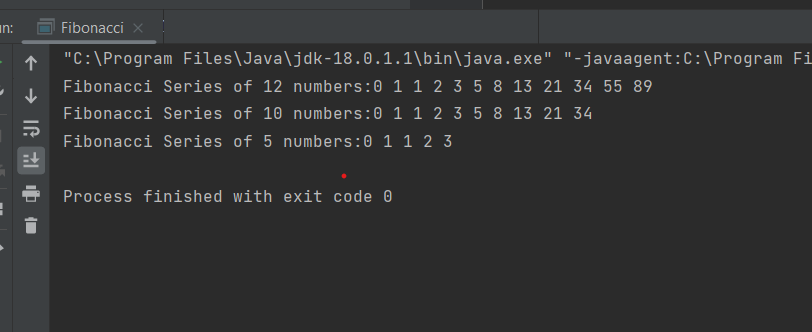 un: Fibonacci
"C:\Program Files\Java\jdk-18.0.1.1\bin\java.exe" "-javaagent:C:\Program Fi
Fibonacci Series of 12 numbers:0 1 1 2 3 5 8 13 21 34 55 89
Fibonacci Series of 10 numbers:0 1 1 2 3 5 8 13 21 34
Fibonacci Series of 5 numbers:0 1 1 2 3
Process finished with exit code 0